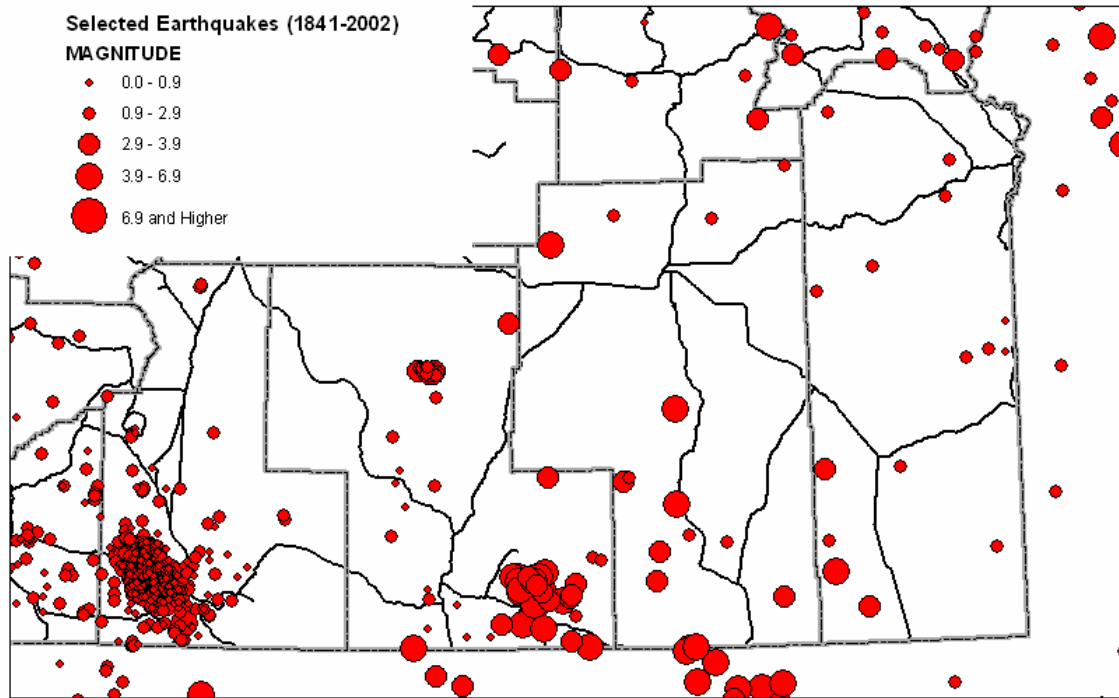 Selected Earthquakes (1841-2002)
MAGNITUDE
0.0 - 0.9
0.9 - 2.9
2.9 - 3.9
3.9 - 6.9
6.9 and Higher